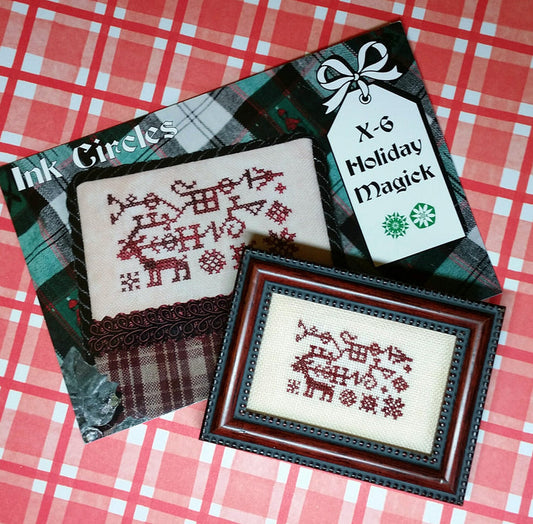 Ink Circles
X-6
Holiday
Magick